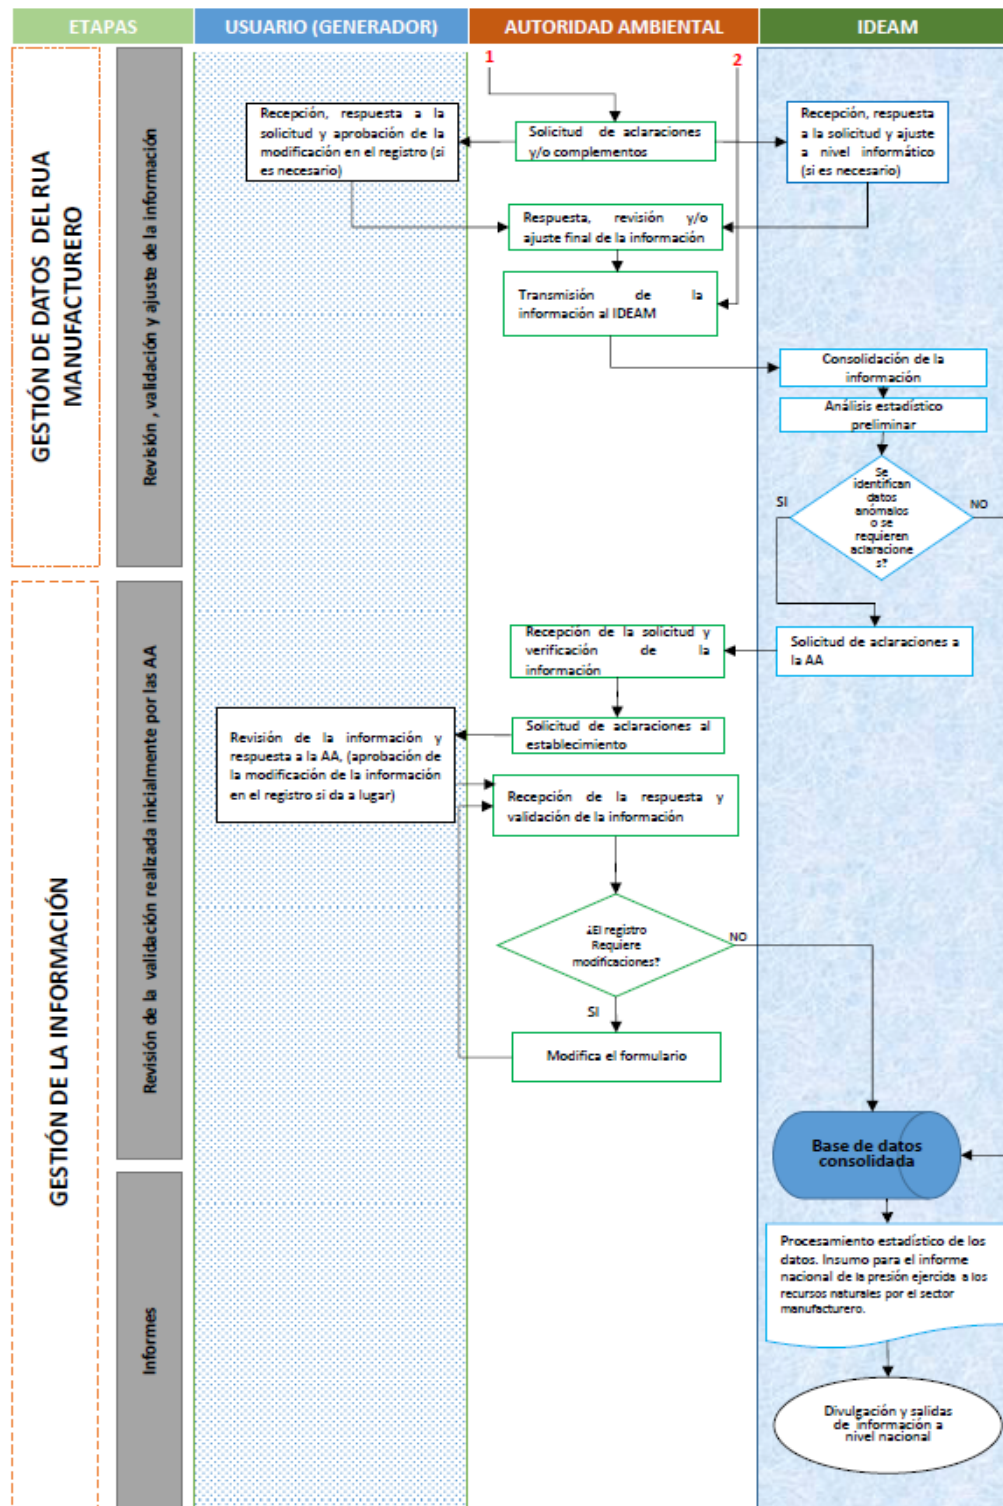 ETAPAS
USUARIO (GENERADOR)
AUTORIDAD AMBIENTAL
IDEAM
GESTIÓN DE DATOS DEL RUA
MANUFACTURERO
Revisión , validación y ajuste de la información
1
2
Recepción, respuesta a la
solicitud y aprobación de la
modificación en el registro (si
es necesario)
Solicitud de aclaraciones
y/o complementos
Recepción, respuesta
a la solicitud y ajuste
a nivel informático
(si es necesario)
Respuesta, revisión y/o
ajuste final de la información
Transmisión de la
información al IDEAM
Consolidación de la
información
Análisis estadístico
preliminar
Se
identifican
datos
anómalos
o se
requieren
aclaracione
s?
SI
NO
GESTIÓN DE LA INFORMACIÓN
Revisión de la validación realizada inicialmente por las AA
Recepción de la solicitud y
verificación de la
información
Solicitud de aclaraciones a
la AA
Solicitud de aclaraciones al
establecimiento
Revisión de la información y
respuesta a la AA, (aprobación de
la modificación de la información
en el registro si da a lugar)
Recepción de la respuesta y
validación de la información
¿El registro
Requiere
modificaciones?
NO
SI
Modifica el formulario
Base de datos
consolidada
Informes
Procesamiento estadístico de los
datos. Insumo para el informe
nacional de la presión ejercida a los
recursos naturales por el sector
manufacturero.
Divulgación y salidas
de información a
nivel nacional